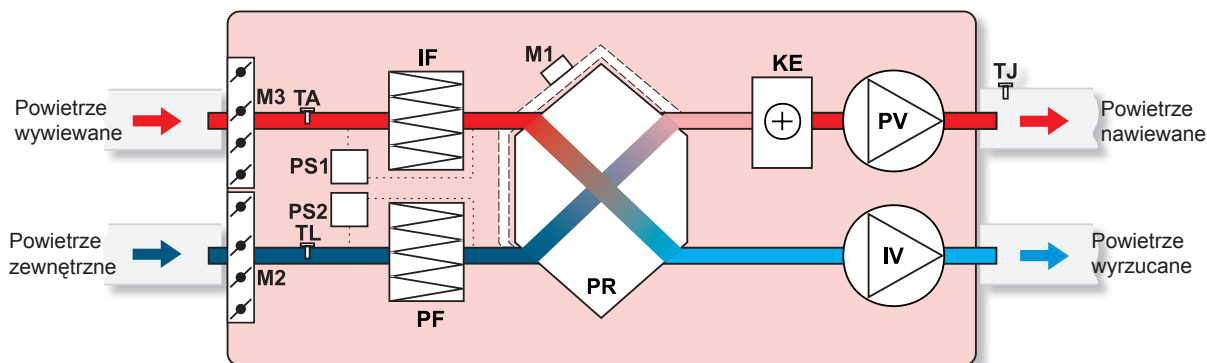 IF
M1
KE
TJ
M3
TA
Powietrze
wywiewane
PV
Powietrze
nawiewane
PS1
PS2
TL
Powietrze
zewnętrzne
M2
PR
IV
Powietrze
wyrzucane
PF